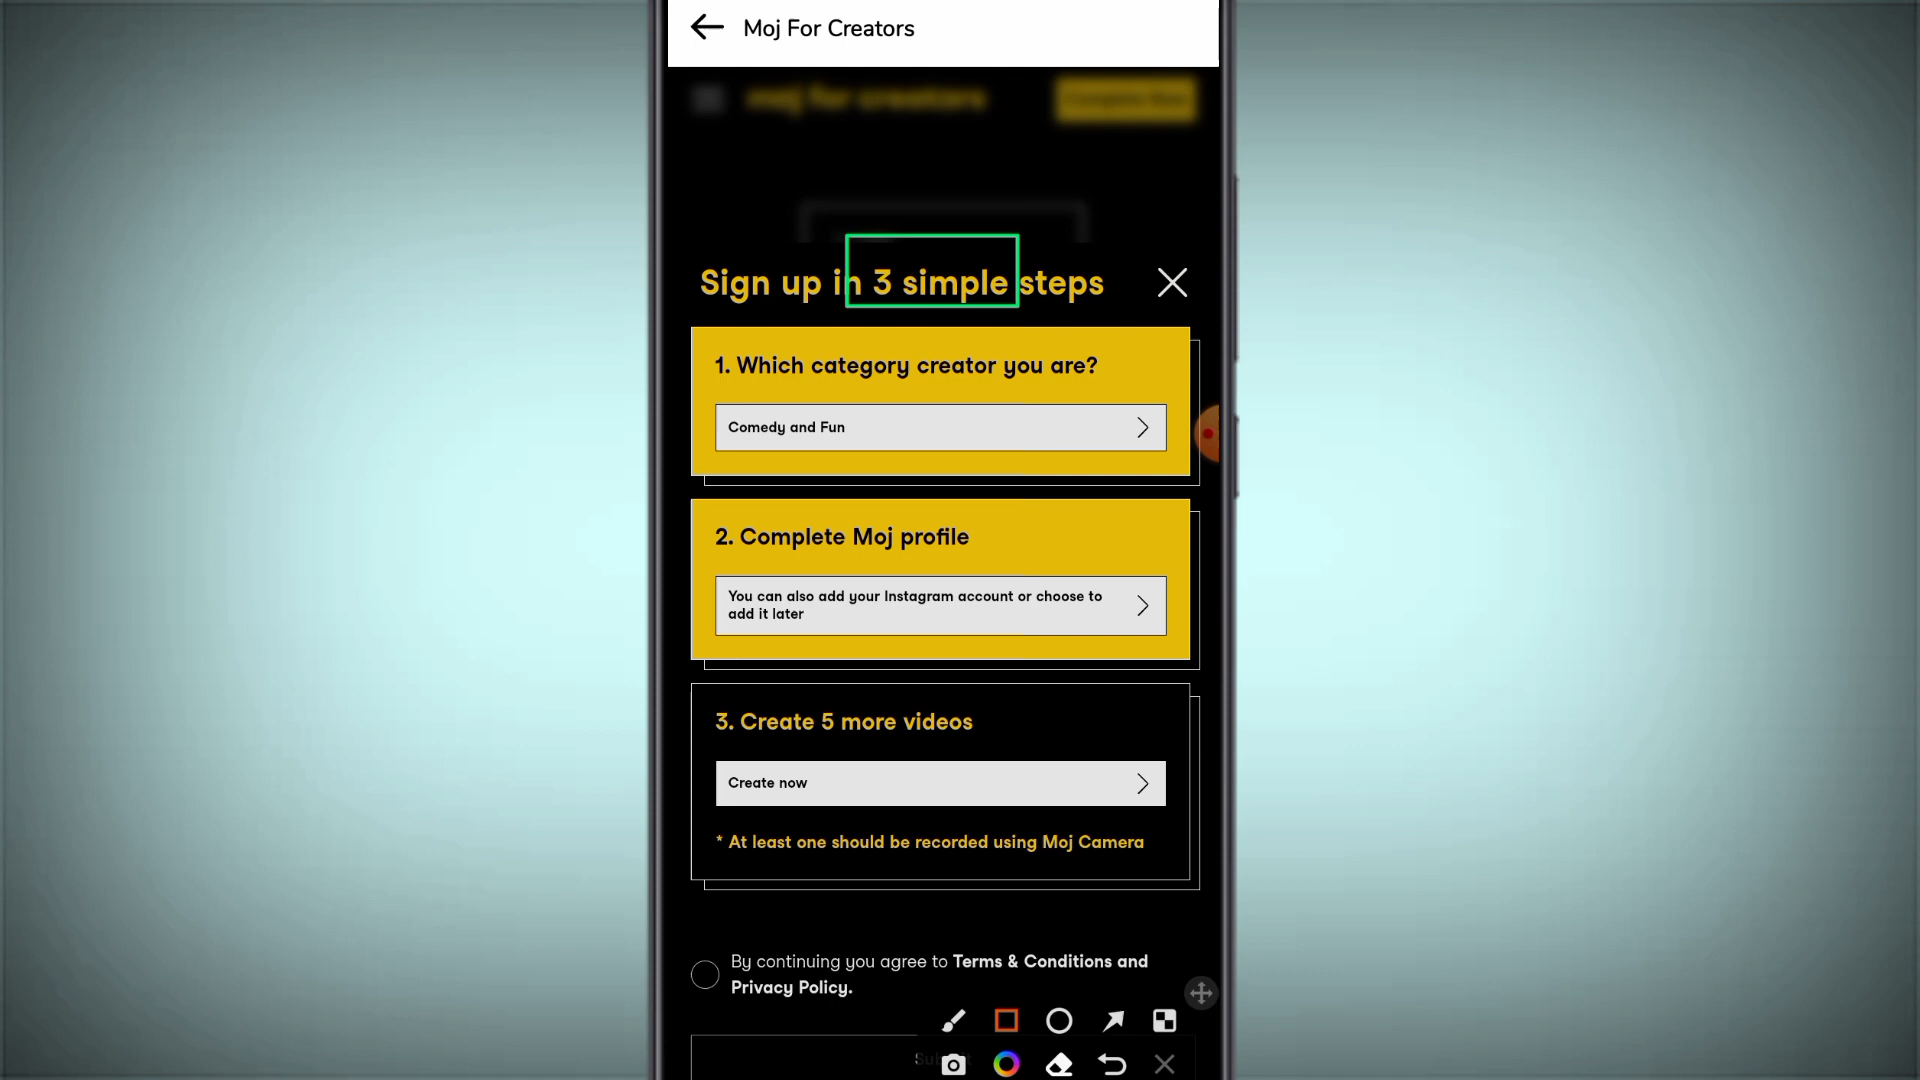 Moj For Creators
moj for creators
Sign up in 3 simple steps
1. Which category creator you are?
Comedy and Fun
2. Complete Moj profile
You can also add your Instagram account or choose to
add it later
3. Create 5 more videos
Create now
* At least one should be recorded using Moj Camera
By continuing you agree to Terms & Conditions and
Privacy Policy.